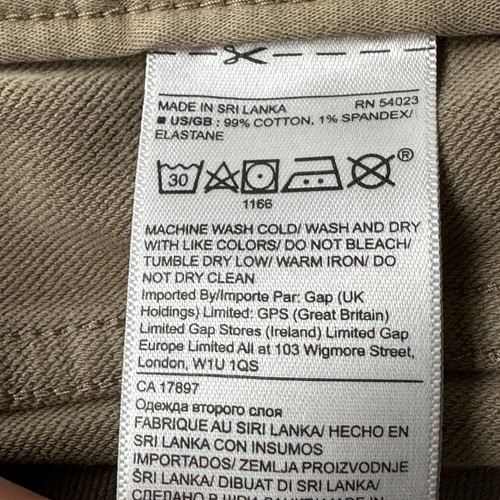 MADE IN SRI LANKA RN 54023
■ US/GB : 99% COTTON, 1% SPANDEX/
ELASTANE
30 ®
1166
MACHINE WASH COLD/ WASH AND DRY
WITH LIKE COLORS/ DO NOT BLEACH/
TUMBLE DRY LOW/ WARM IRON/ DO
NOT DRY CLEAN
Imported By/Importe Par: Gap (UK
Holdings) Limited: GPS (Great Britain)
Limited Gap Stores (Ireland) Limited Gap
Europe Limited All at 103 Wigmore Street,
London, W1U 1QS
CA 17897
Одежда второго слоя
FABRIQUE AU SIRI LANKA/ HECHO EN
SRI LANKA CON INSUMOS
IMPORTADOS/ ZEMLJA PROIZVODNJE
ŠRI LANKA/ DIBUAT DI SRI LANKA/
СДЕЛАНО В ШРИ